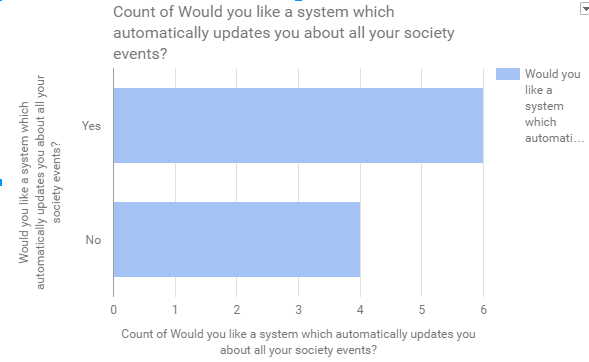 Count of Would you like a system which
automatically updates you about all your society
events?
Would you like a system which
automatically updates you about all your
society events?
Yes
No
0 1 2 3 4 5 6
Count of Would you like a system which automatically updates you
about all your society events?
Would you
like a
system
which
automati...